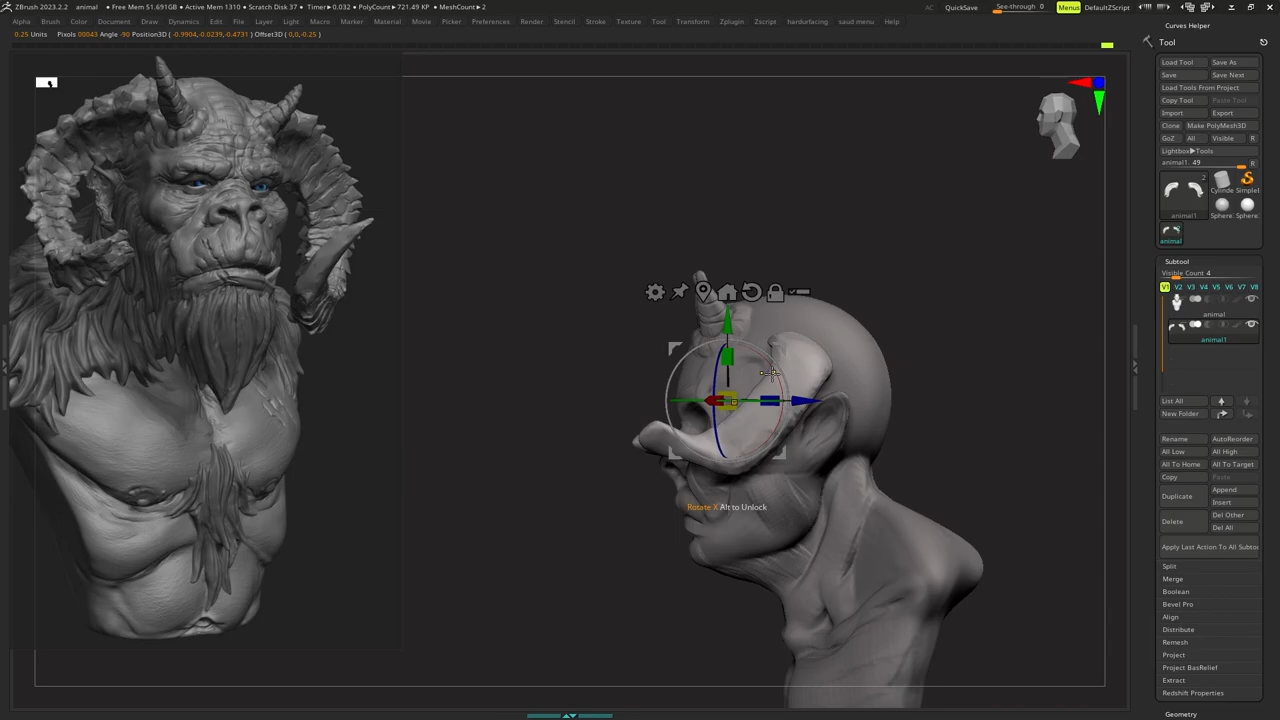 ZBrush 2023.2.2 animal • Free Mem 51.691GB • Active Mem 1310 • Scratch Disk 37 • Timer▸0.032 • PolyCount▸721.49 KP • MeshCount▸2
AC QuickSave See-through 0 Menus DefaultZScript
Alpha Brush Color Document Draw Dynamics Edit File Layer Light Macro Marker Material Movie Picker Preferences Render Stencil Stroke Texture Tool Transform Zplugin Zscript hardurfacing saud menu Help
0.25 Units Pixols 00043 Angle -90 Position3D ( -0.9904,-0.0239,-0.4731 ) Offset3D ( 0,0,-0.25 )
Rotate X Alt to Unlock
Curves Helper
Tool
Load Tool Save As
Save Save Next
Load Tools From Project
Copy Tool Paste Tool
Import Export
Clone Make PolyMesh3D
GoZ All Visible R
Lightbox▸Tools
animal1. 49 R
2
Cylinde Simplel
animal1 Sphere. Sphere
2
animal
Subtool
Visible Count 4
V1 V2 V3 V4 V5 V6 V7 V8
animal
animal1
List All
New Folder
Rename AutoReorder
All Low All High
All To Home All To Target
Copy Paste
Duplicate Append
Insert
Delete Del Other
Del All
Apply Last Action To All Subtoo
Split
Merge
Boolean
Bevel Pro
Align
Distribute
Remesh
Project
Project BasRelief
Extract
Redshift Properties
Geometry